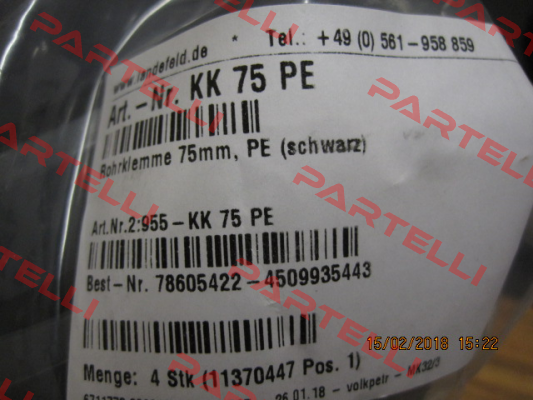 www.landefeld.de * Tel.: +49 (0) 561-958 859
Art.-Nr. KK 75 PE
Rohrklemme 75mm, PE (schwarz)
Art.Nr.2:955-KK 75 PE
Best-Nr. 78605422-4509935443
Menge: 4 Stk (11370447 Pos. 1)
26.01.18 - volkpetr - MK32/3
15/02/2018 15:22
PARTELLI
PARTELLI
PARTELLI
PARTELLI
PARTELLI